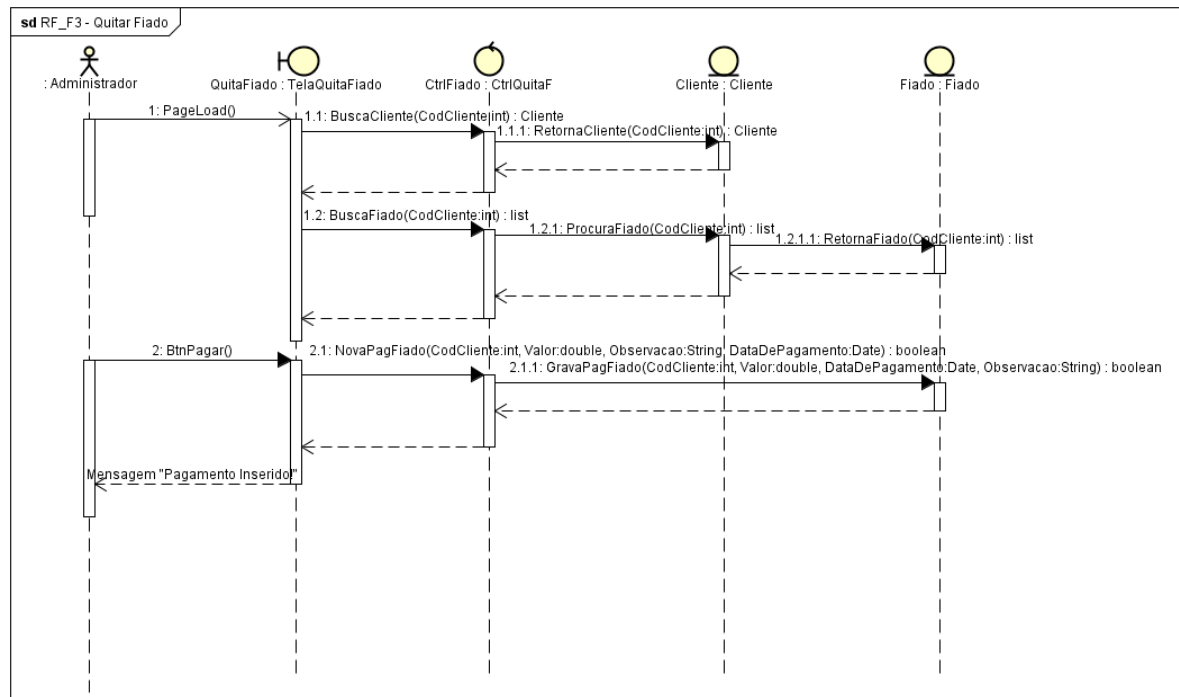 sd RF_F3 - Quitar Fiado
: Administrador
QuitaFiado : TelaQuitaFiado
CtrlFiado : CtrlQuitaF
Cliente : Cliente
Fiado : Fiado
1: PageLoad()
1.1: BuscaCliente(CodCliente:int) : Cliente
1.1.1: RetornaCliente(CodCliente:int) : Cliente
1.2: BuscaFiado(CodCliente:int) : list
1.2.1: ProcuraFiado(CodCliente:int) : list
1.2.1.1: RetornaFiado(CodCliente:int) : list
2: BtnPagar()
2.1: NovaPagFiado(CodCliente:int, Valor:double, Observacao:String, DataDePagamento:Date) : boolean
2.1.1: GravaPagFiado(CodCliente:int, Valor:double, DataDePagamento:Date, Observacao:String) : boolean
Mensagem "Pagamento Inserido!"